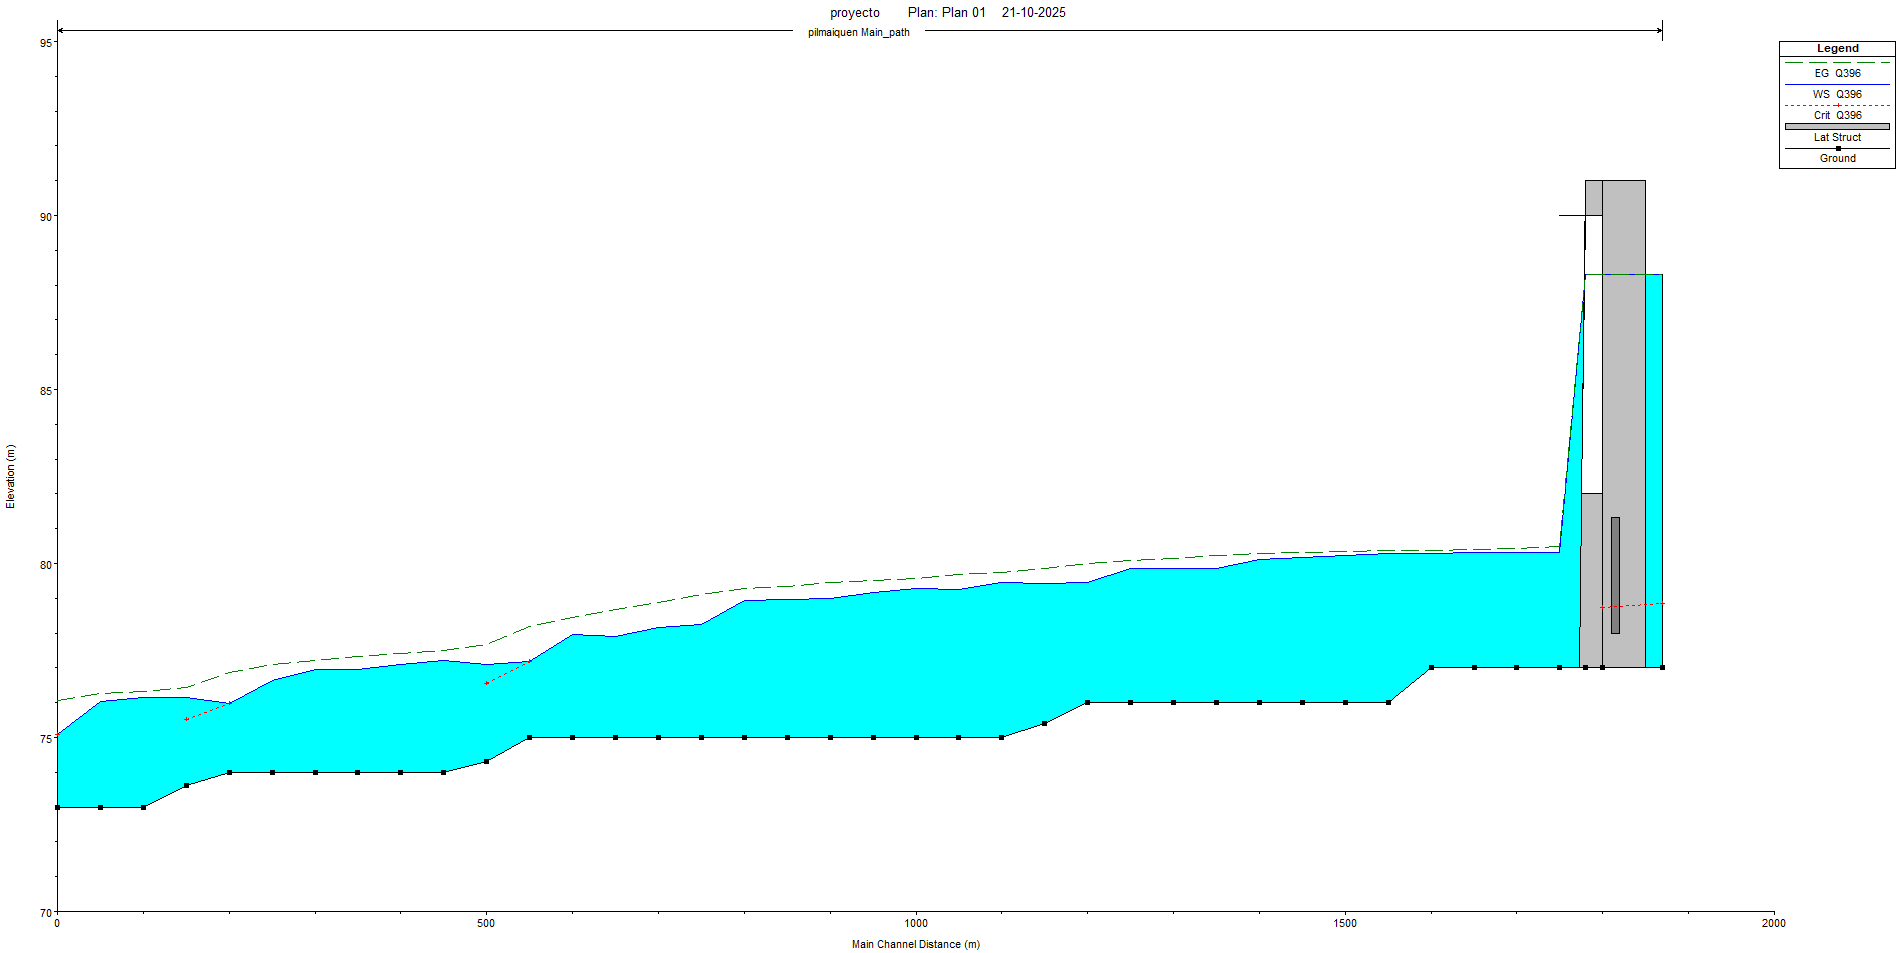 proyecto Plan: Plan 01 21-10-2025
pilmaiquen Main_path
Legend
EG Q396
WS Q396
Crit Q396
Lat Struct
Ground
95
90
85
80
75
70
Elevation (m)
0 500 1000 1500 2000
Main Channel Distance (m)